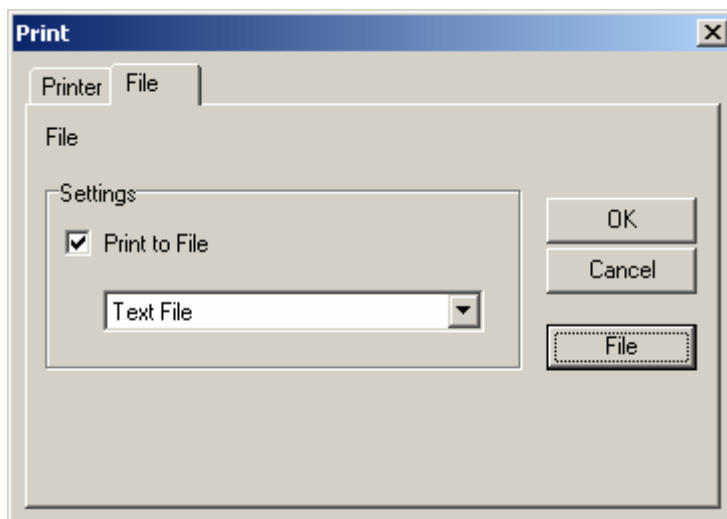 Print
Printer File
File
Settings
Print to File
Text File
OK
Cancel
File